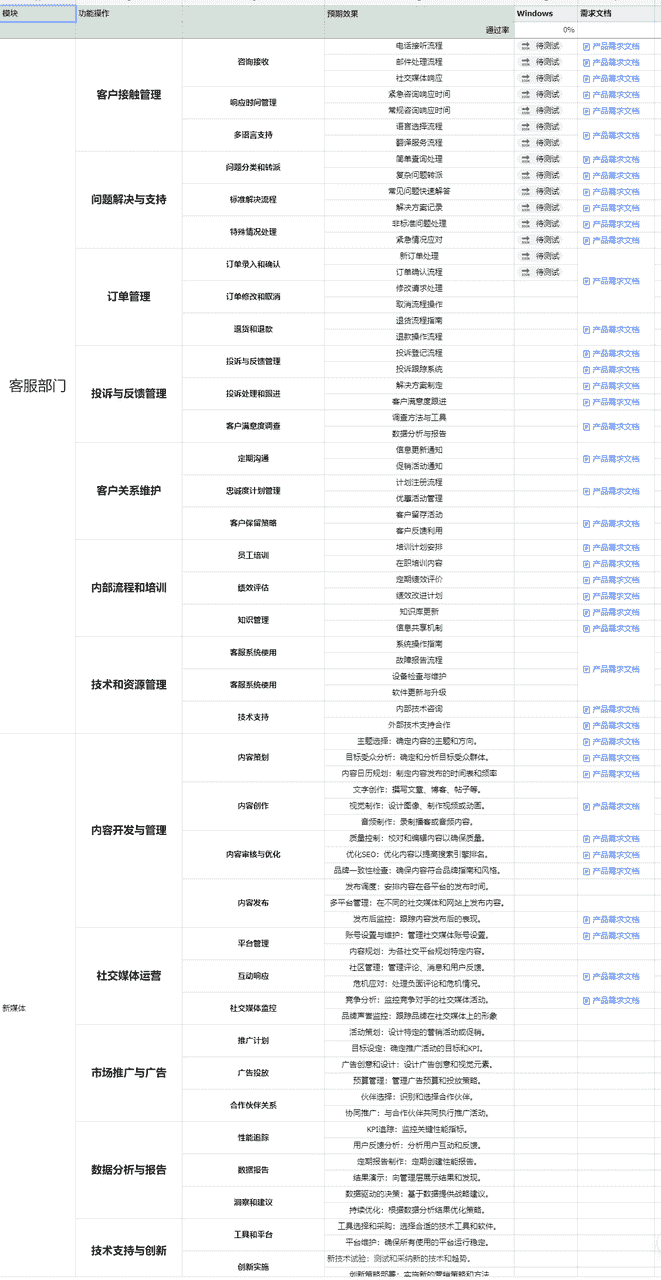 模块 功能操作 预期效果 Windows 需求文档
通过率 0%
客服部门
客户接触管理
咨询接收
电话接听流程 待测试 产品需求文档
邮件处理流程 待测试 产品需求文档
社交媒体响应 待测试 产品需求文档
响应时间管理
紧急咨询响应时间 待测试 产品需求文档
常规咨询响应时间 待测试 产品需求文档
多语言支持
语言选择流程 待测试 产品需求文档
翻译服务流程 待测试
问题解决与支持
问题分类和转派
简单查询处理 待测试 产品需求文档
复杂问题转派 待测试 产品需求文档
标准解决流程
常见问题快速解答 待测试 产品需求文档
解决方案记录 待测试 产品需求文档
特殊情况处理
非标准问题处理 待测试 产品需求文档
紧急情况应对 待测试 产品需求文档
订单管理
订单录入和确认
新订单处理 待测试 产品需求文档
订单确认流程 待测试
订单修改和取消
修改请求处理
取消流程操作
退货和退款
退货流程指南 产品需求文档
退款操作流程
投诉与反馈管理
投诉与反馈管理
投诉登记流程 产品需求文档
投诉跟踪系统 产品需求文档
投诉处理和跟进
解决方案制定 产品需求文档
客户满意度跟进 产品需求文档
客户满意度调查
调查方法与工具 产品需求文档
数据分析与报告
客户关系维护
定期沟通
信息更新通知 产品需求文档
促销活动通知
忠诚度计划管理
计划注册流程 产品需求文档
优惠活动管理
客户保留策略
客户留存活动 产品需求文档
客户反馈利用
内部流程和培训
员工培训
培训计划安排 产品需求文档
在职培训内容 产品需求文档
绩效评估
定期绩效评价 产品需求文档
绩效改进计划 产品需求文档
知识管理
知识库更新 产品需求文档
信息共享机制 产品需求文档
技术和资源管理
客服系统使用
系统操作指南 产品需求文档
故障报告流程
客服系统使用
设备检查与维护
软件更新与升级
技术支持
内部技术咨询 产品需求文档
外部技术支持合作 产品需求文档
新媒体
内容开发与管理
内容策划
主题选择：确定内容的主题和方向。 产品需求文档
目标受众分析：确定和分析目标受众群体。 产品需求文档
内容日历规划：制定内容发布的时间表和频率 产品需求文档
内容创作
文字创作：撰写文章、博客、帖子等。 产品需求文档
视觉制作：设计图像、制作视频或动画。
音频制作：录制播客或音频内容。
内容审核与优化
质量控制：校对和编辑内容以确保质量。 产品需求文档
优化SEO：优化内容以提高搜索引擎排名。 产品需求文档
品牌一致性检查：确保内容符合品牌指南和风格。 产品需求文档
内容发布
发布调度：安排内容在各平台的发布时间。
多平台管理：在不同的社交媒体和网站上发布内容。
发布后监控：跟踪内容发布后的表现。 产品需求文档
社交媒体运营
平台管理
账号设置与维护：管理社交媒体账号设置。 产品需求文档
内容规划：为各社交平台规划特定内容。
互动响应
社区管理：管理评论、消息和用户反馈。 产品需求文档
危机应对：处理负面评论和危机情况。
社交媒体监控
竞争分析：监控竞争对手的社交媒体活动。 产品需求文档
品牌声誉监控：跟踪品牌在社交媒体上的形象
市场推广与广告
推广计划
活动策划：设计特定的营销活动或促销。
目标设定：确定推广活动的目标和KPI。
广告投放
广告创意和设计：设计广告创意和视觉元素。
预算管理：管理广告预算和投放策略。
合作伙伴关系
伙伴选择：识别和选择合作伙伴。
协同推广：与合作伙伴共同执行推广活动。
数据分析与报告
性能追踪
KPI追踪：监控关键性能指标。
用户反馈分析：分析用户互动和反馈。
数据报告
定期报告制作：定期创建性能报告。
结果演示：向管理层展示结果和发现。
洞察和建议
数据驱动的决策：基于数据提供战略建议。
持续优化：根据数据分析结果优化策略。
技术支持与创新
工具和平台
工具选择和采购：选择合适的技术工具和软件。
平台维护：确保所有使用的平台运行稳定。
创新实施
新技术试验：测试和采纳新的技术和趋势。
创新策略部署：实施新的营销策略和方法